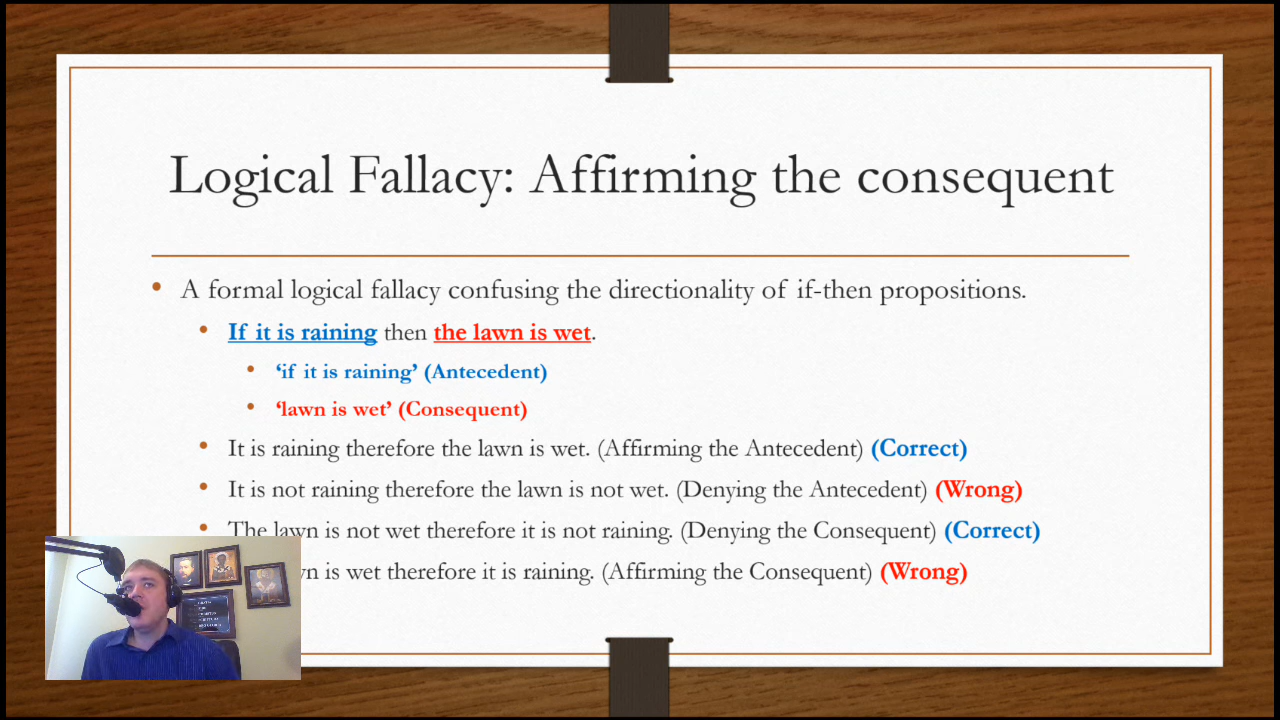 Logical Fallacy: Affirming the consequent
A formal logical fallacy confusing the directionality of if-then propositions.
If it is raining then the lawn is wet.
‘if it is raining’ (Antecedent)
‘lawn is wet’ (Consequent)
It is raining therefore the lawn is wet. (Affirming the Antecedent) (Correct)
It is not raining therefore the lawn is not wet. (Denying the Antecedent) (Wrong)
The lawn is not wet therefore it is not raining. (Denying the Consequent) (Correct)
is wet therefore it is raining. (Affirming the Consequent) (Wrong)